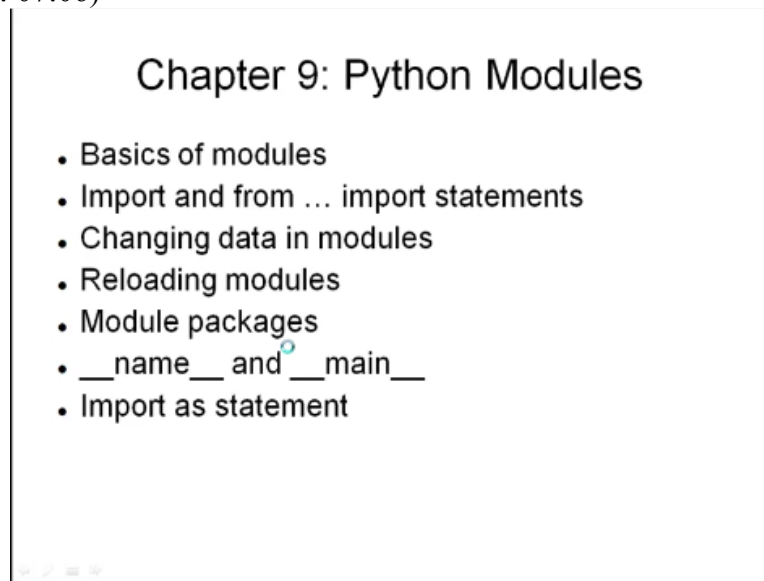 Chapter 9: Python Modules
• Basics of modules
• Import and from … import statements
• Changing data in modules
• Reloading modules
• Module packages
• __name__ and __main__
• Import as statement